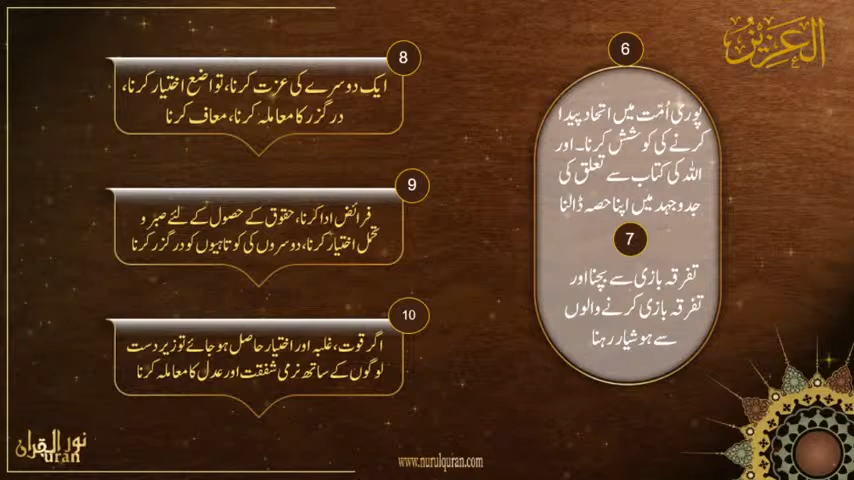 العزیز
6
پوری اُمّت میں اتحاد پیدا
کرنے کی کوشش کرنا۔ اور
اللہ کی کتاب سے تعلق کی
جدوجہد میں اپنا حصہ ڈالنا
7
تفرقہ بازی سے بچنا اور
تفرقہ بازی کرنے والوں
سے ہوشیار رہنا
8
ایک دوسرے کی عزت کرنا، تواضع اختیار کرنا،
درگزر کا معاملہ کرنا، معاف کرنا
9
فرائض ادا کرنا، حقوق کے حصول کے لئے صبر و
تحمل اختیار کرنا، دوسروں کی کوتاہیوں کو درگزر کرنا
10
اگر قوت، غلبہ اور اختیار حاصل ہو جائے تو زیر دست
لوگوں کے ساتھ نرمی شفقت اور عدل کا معاملہ کرنا
نور القرآن
uran
www.nurulquran.com